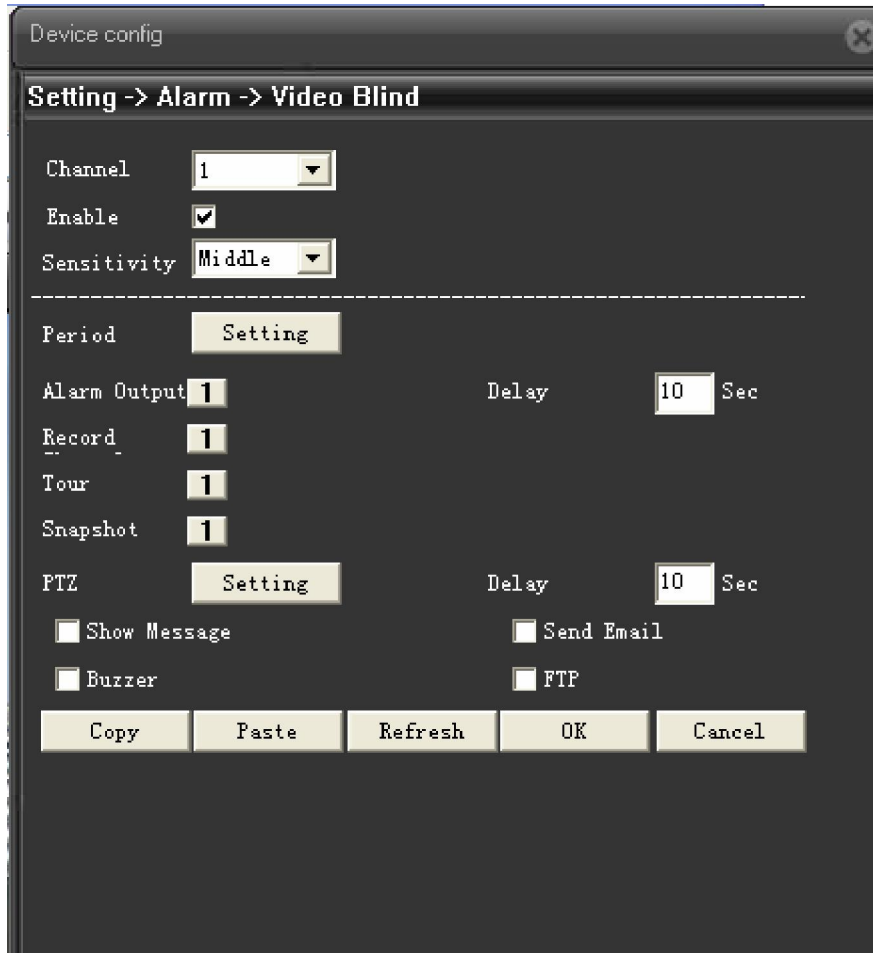 Device config
Setting -> Alarm -> Video Blind
Channel 1
Enable
Sensitivity Middle
Period Setting
Alarm Output 1 Delay 10 Sec
Record 1
Tour 1
Snapshot 1
PTZ Setting Delay 10 Sec
Show Message Send Email
Buzzer FTP
Copy Paste Refresh OK Cancel